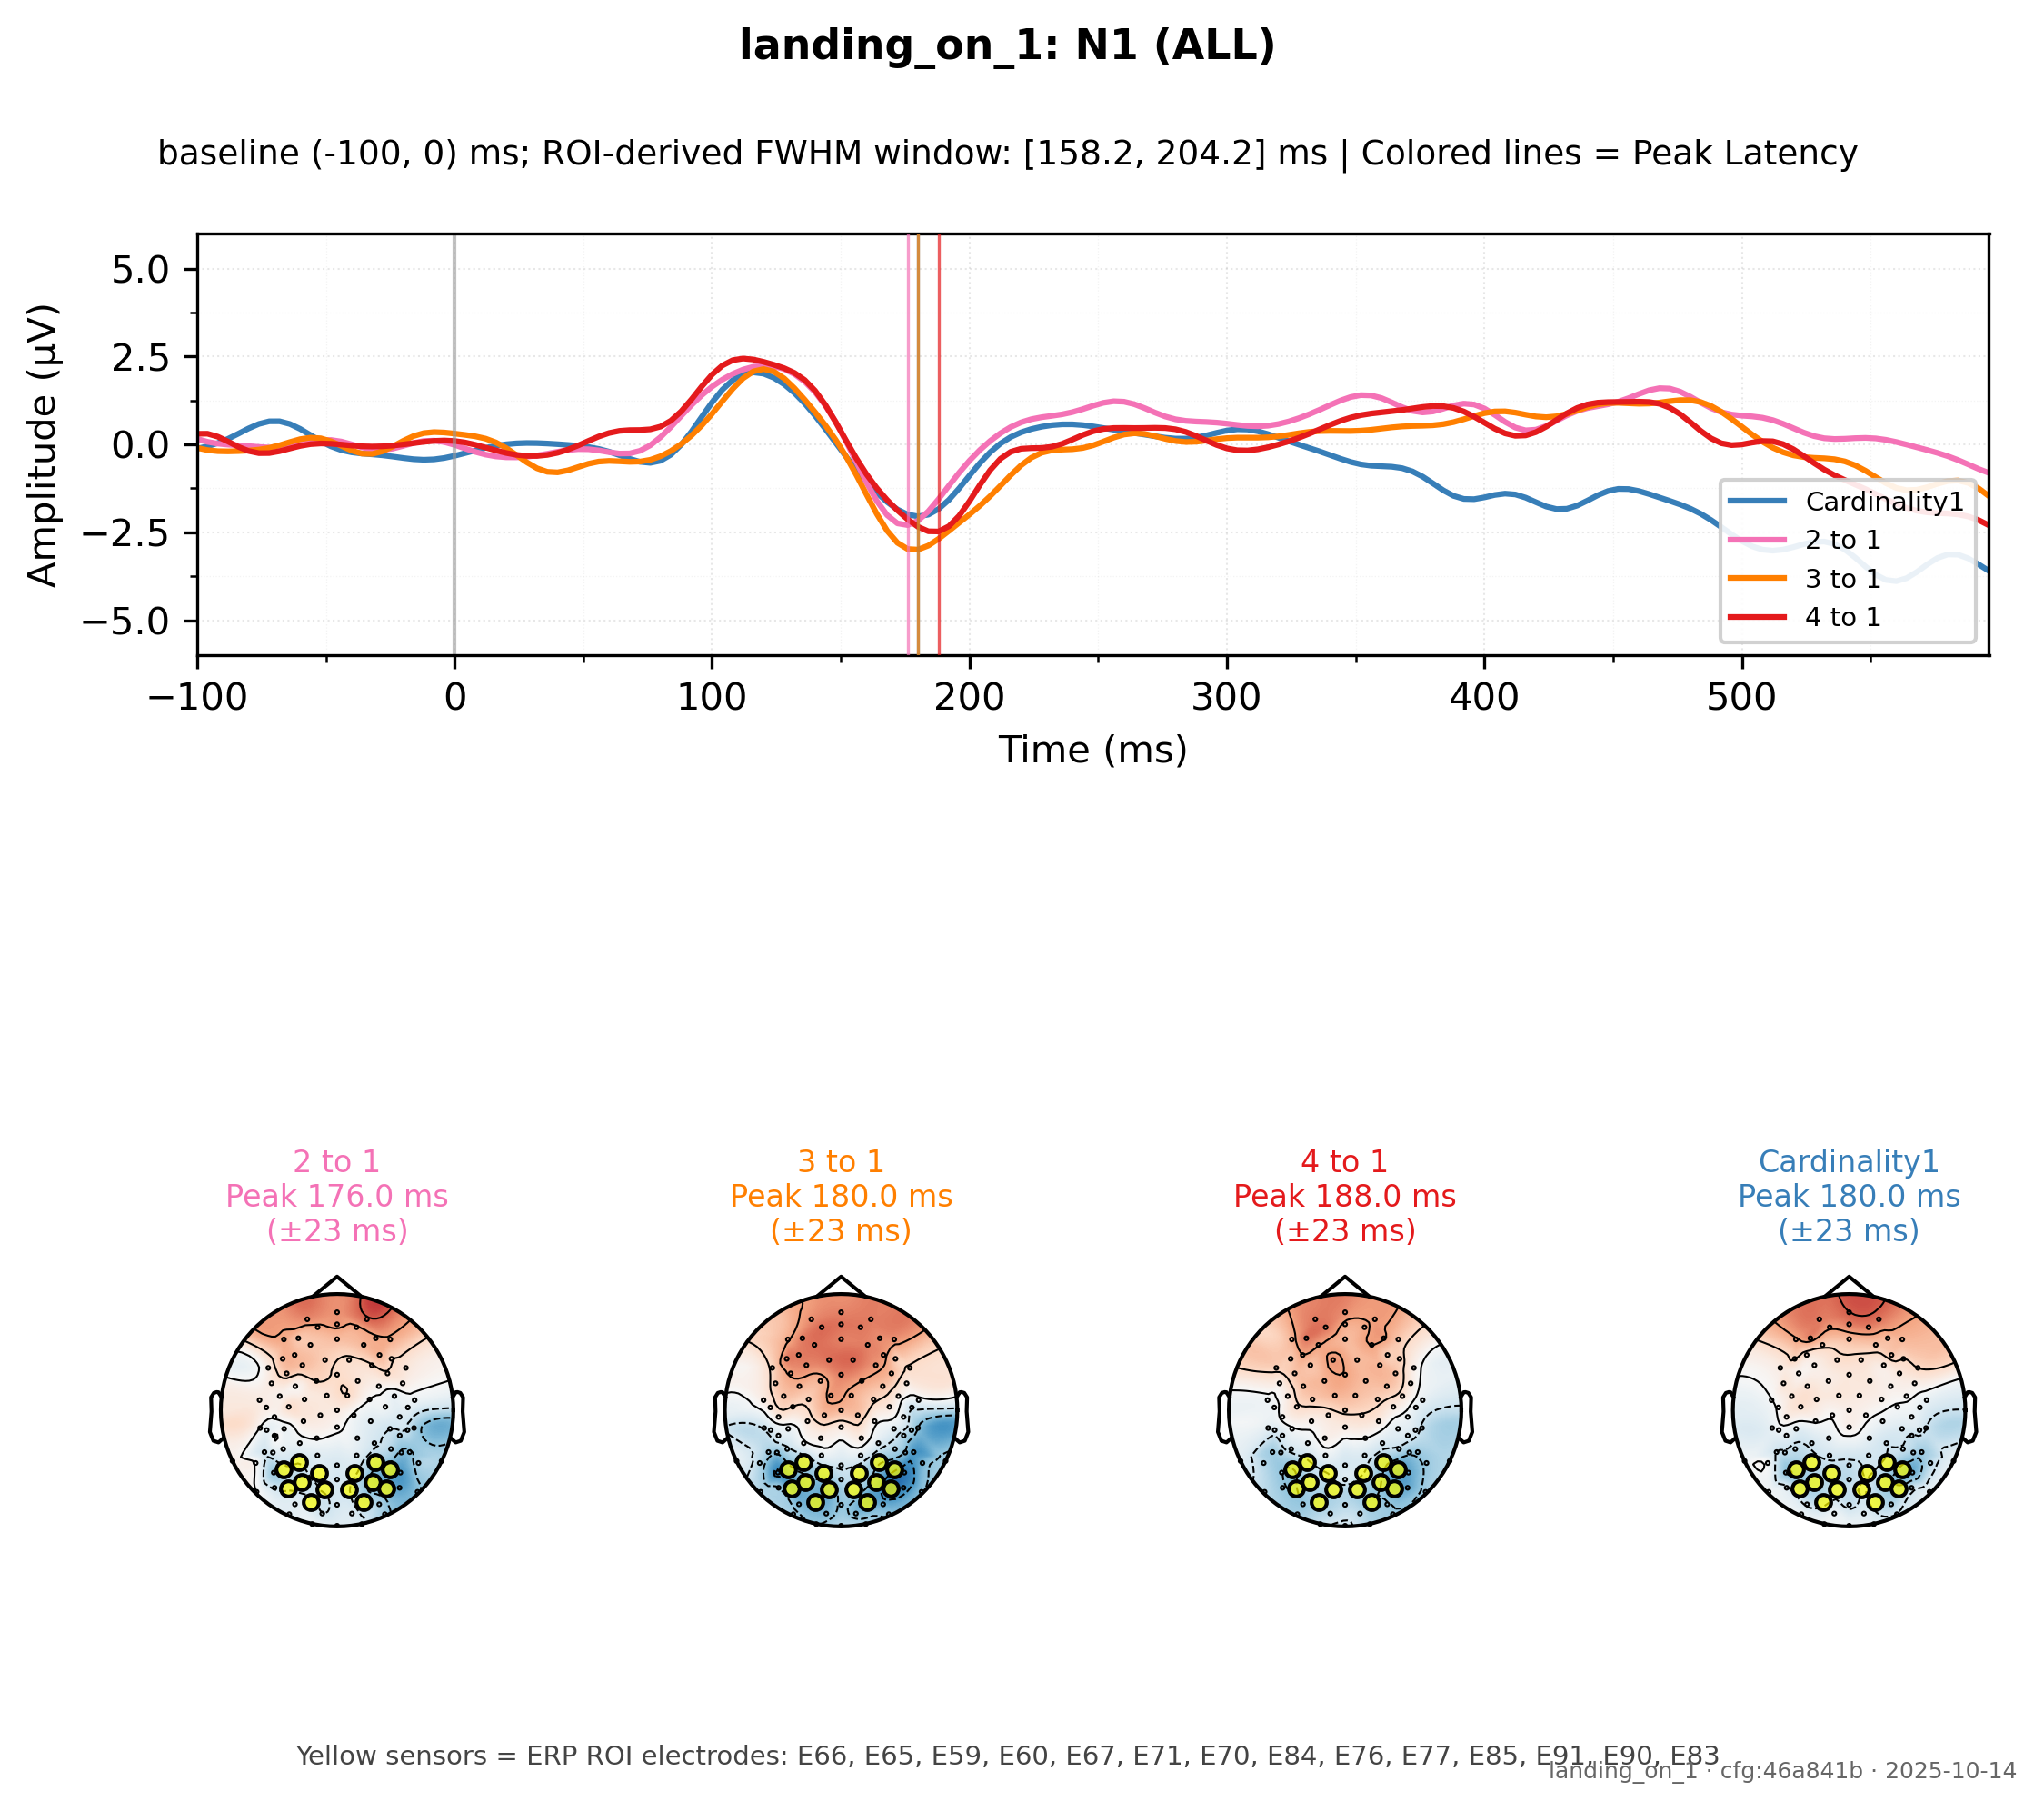 landing_on_1: N1 (ALL)
baseline (-100, 0) ms; ROI-derived FWHM window: [158.2, 204.2] ms | Colored lines = Peak Latency
5.0
2.5
0.0
−2.5
−5.0
Amplitude (µV)
Cardinality1
2 to 1
3 to 1
4 to 1
−100 0 100 200 300 400 500
Time (ms)
2 to 1
Peak 176.0 ms
(±23 ms)
3 to 1
Peak 180.0 ms
(±23 ms)
4 to 1
Peak 188.0 ms
(±23 ms)
Cardinality1
Peak 180.0 ms
(±23 ms)
Yellow sensors = ERP ROI electrodes: E66, E65, E59, E60, E67, E71, E70, E84, E76, E77, E85, E91, E90, E83
landing_on_1 · cfg:46a841b · 2025-10-14